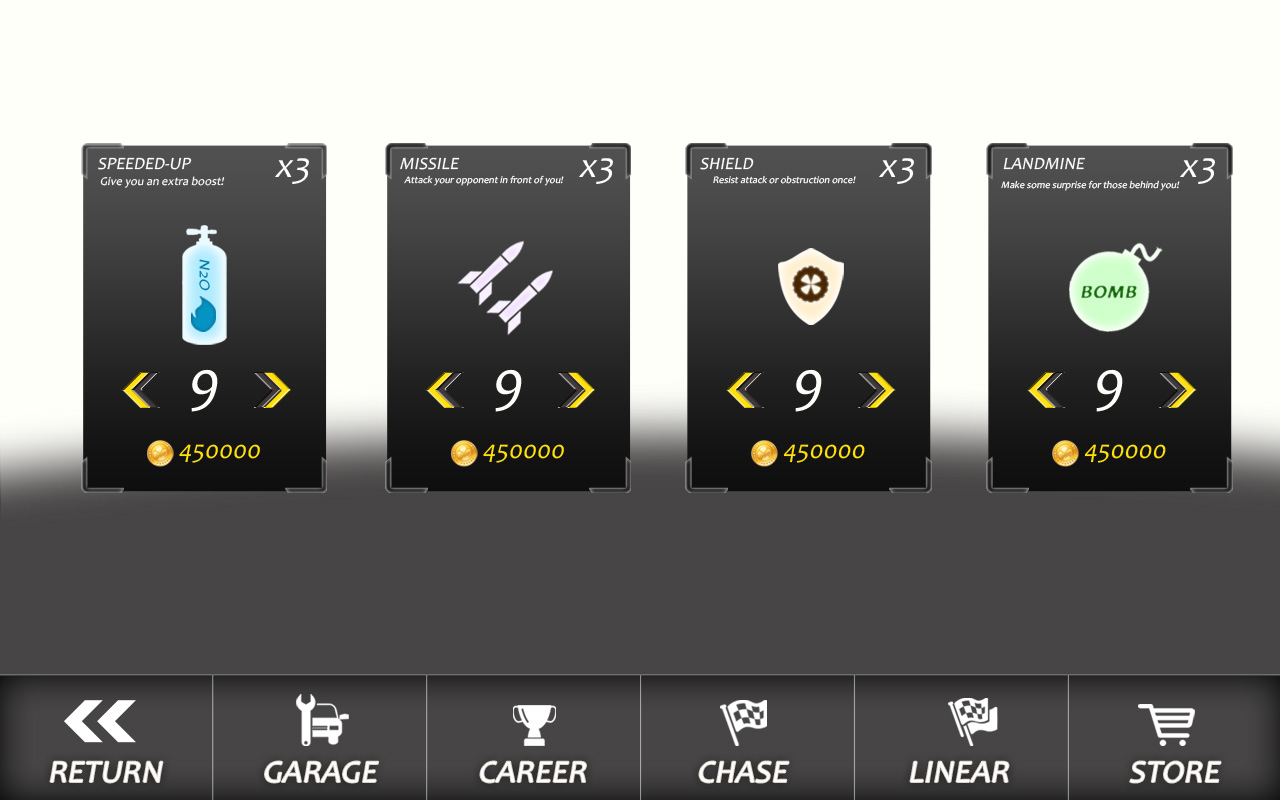 SPEEDED-UP
x3
Give you an extra boost!
N2O
9
450000
MISSILE
x3
Attack your opponent in front of you!
9
450000
SHIELD
x3
Resist attack or obstruction once!
9
450000
LANDMINE
x3
Make some surprise for those behind you!
BOMB
9
450000
RETURN
GARAGE
CAREER
CHASE
LINEAR
STORE